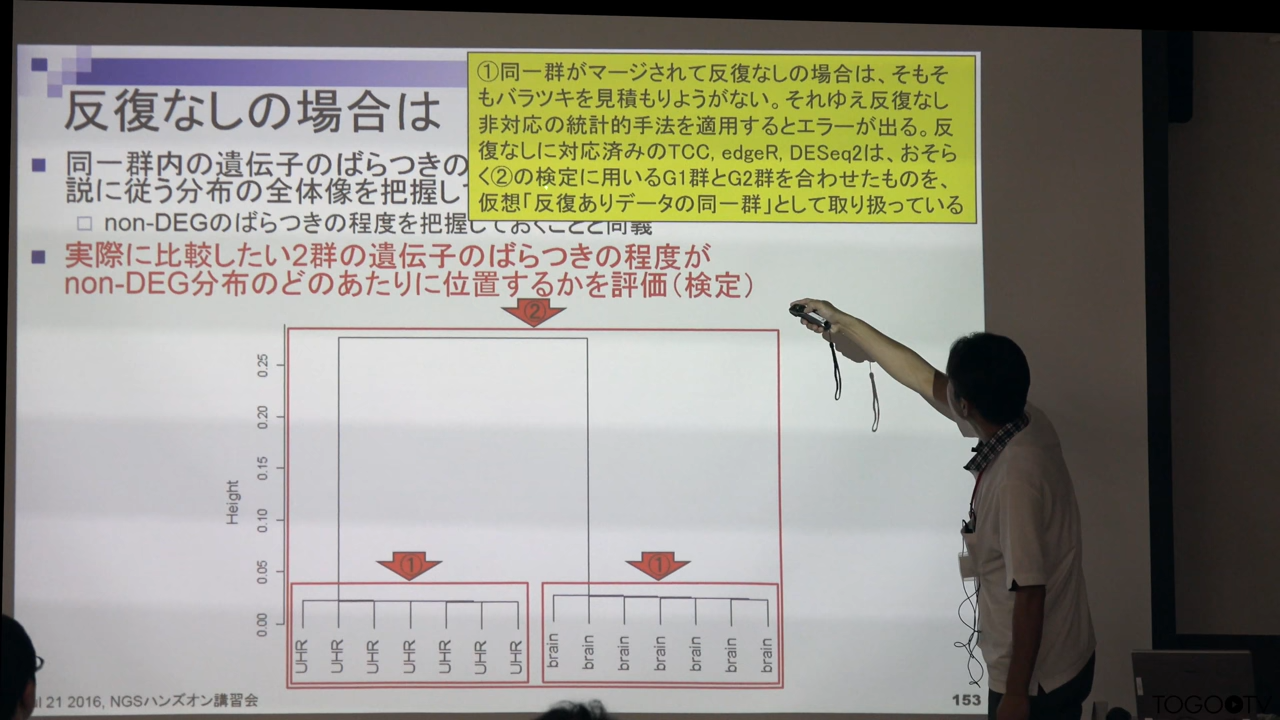 反復なしの場合は
①同一群がマージされて反復なしの場合は、そもそ
もバラツキを見積もりようがない。それゆえ反復なし
非対応の統計的手法を適用するとエラーが出る。反
復なしに対応済みのTCC, edgeR, DESeq2は、おそら
く②の検定に用いるG1群とG2群を合わせたものを、
仮想「反復ありデータの同一群」として取り扱っている
同一群内の遺伝子のばらつきの
説に従う分布の全体像を把握し
non-DEGのばらつきの程度を把握しておくことと同義
実際に比較したい2群の遺伝子のばらつきの程度が
non-DEG分布のどのあたりに位置するかを評価（検定）
②
Height
0.25
0.20
0.15
0.10
0.05
0.00
①
①
UHR
UHR
UHR
UHR
UHR
UHR
UHR
brain
brain
brain
brain
brain
brain
brain
21 2016, NGSハンズオン講習会
153
TOGOTV